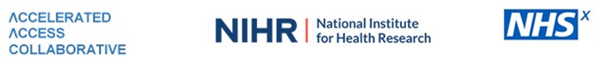 ACCELERATED
ACCESS
COLLABORATIVE
NIHR
National Institute
for Health Research
NHS
X